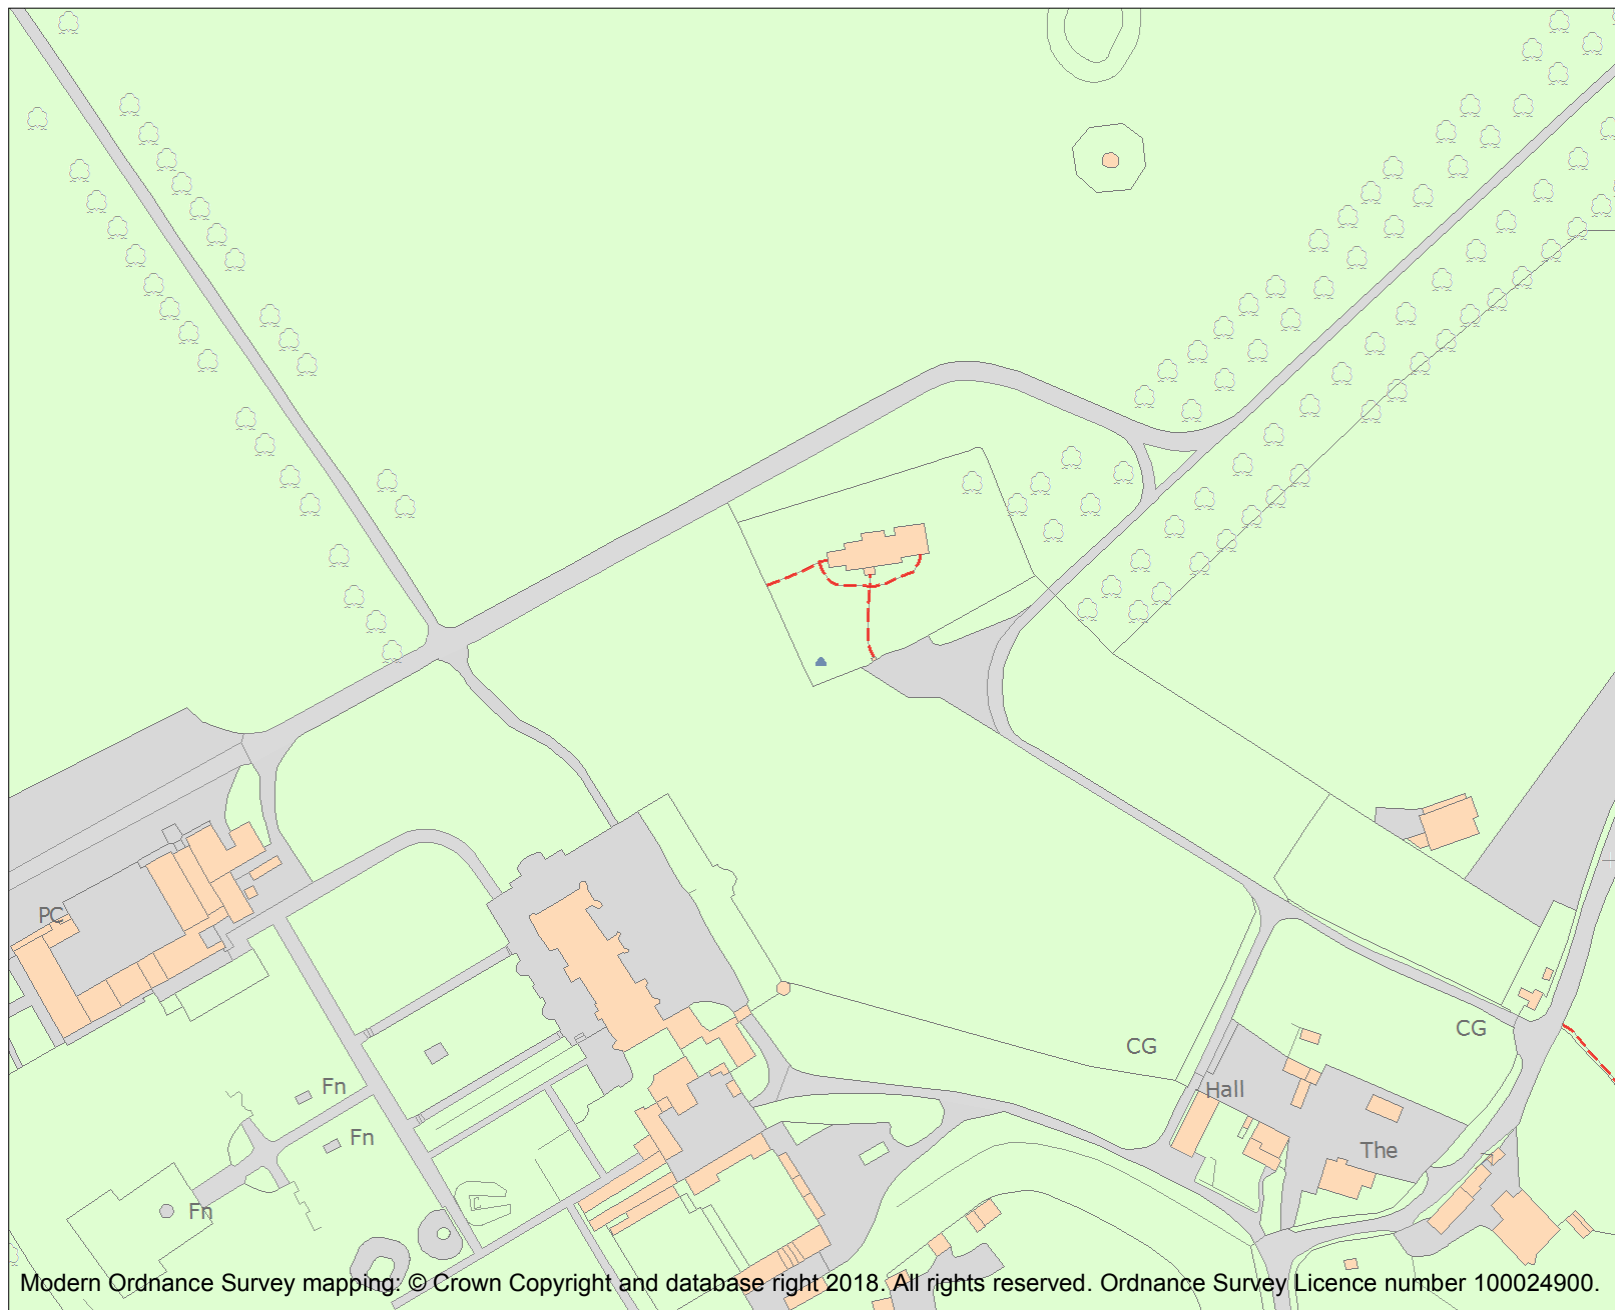 PC
CG
CG
Fn
Hall
Fn
The
Fn
Modern Ordnance Survey mapping: © Crown Copyright and database right 2018. All rights reserved. Ordnance Survey Licence number 100024900.